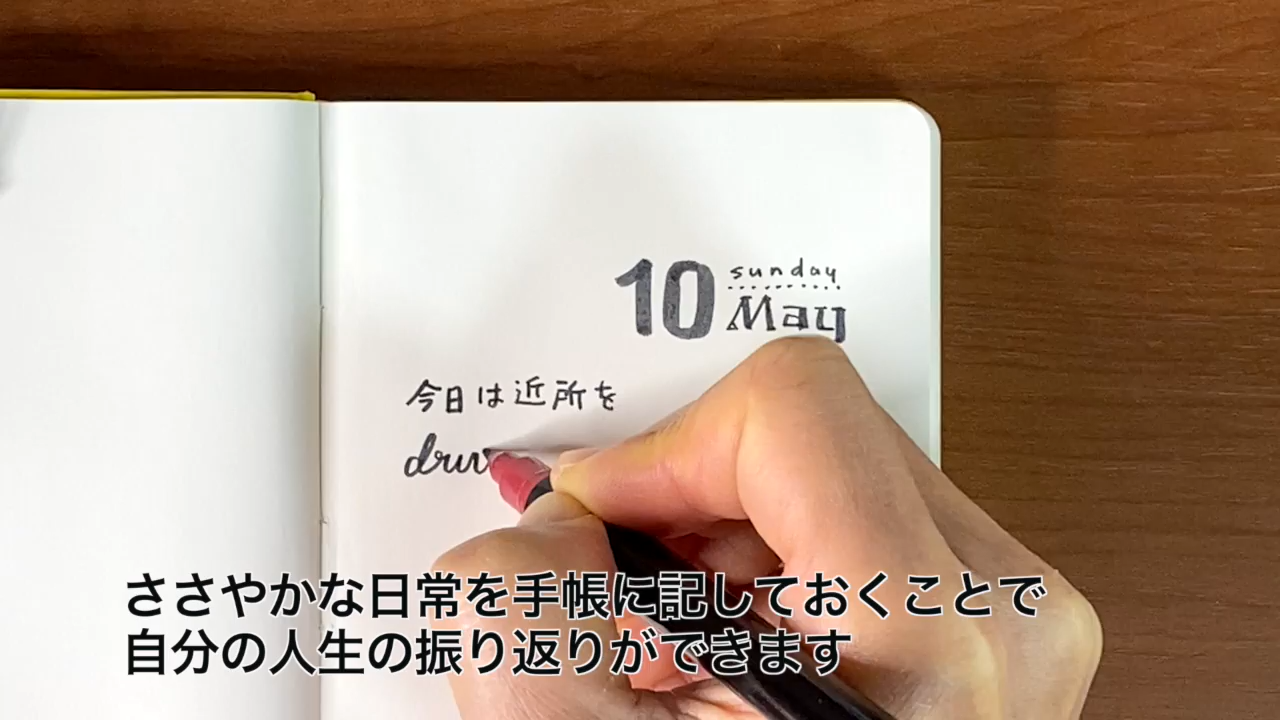 10 sunday
May
今日は近所を
driv
ささやかな日常を手帳に記しておくことで
自分の人生の振り返りができます